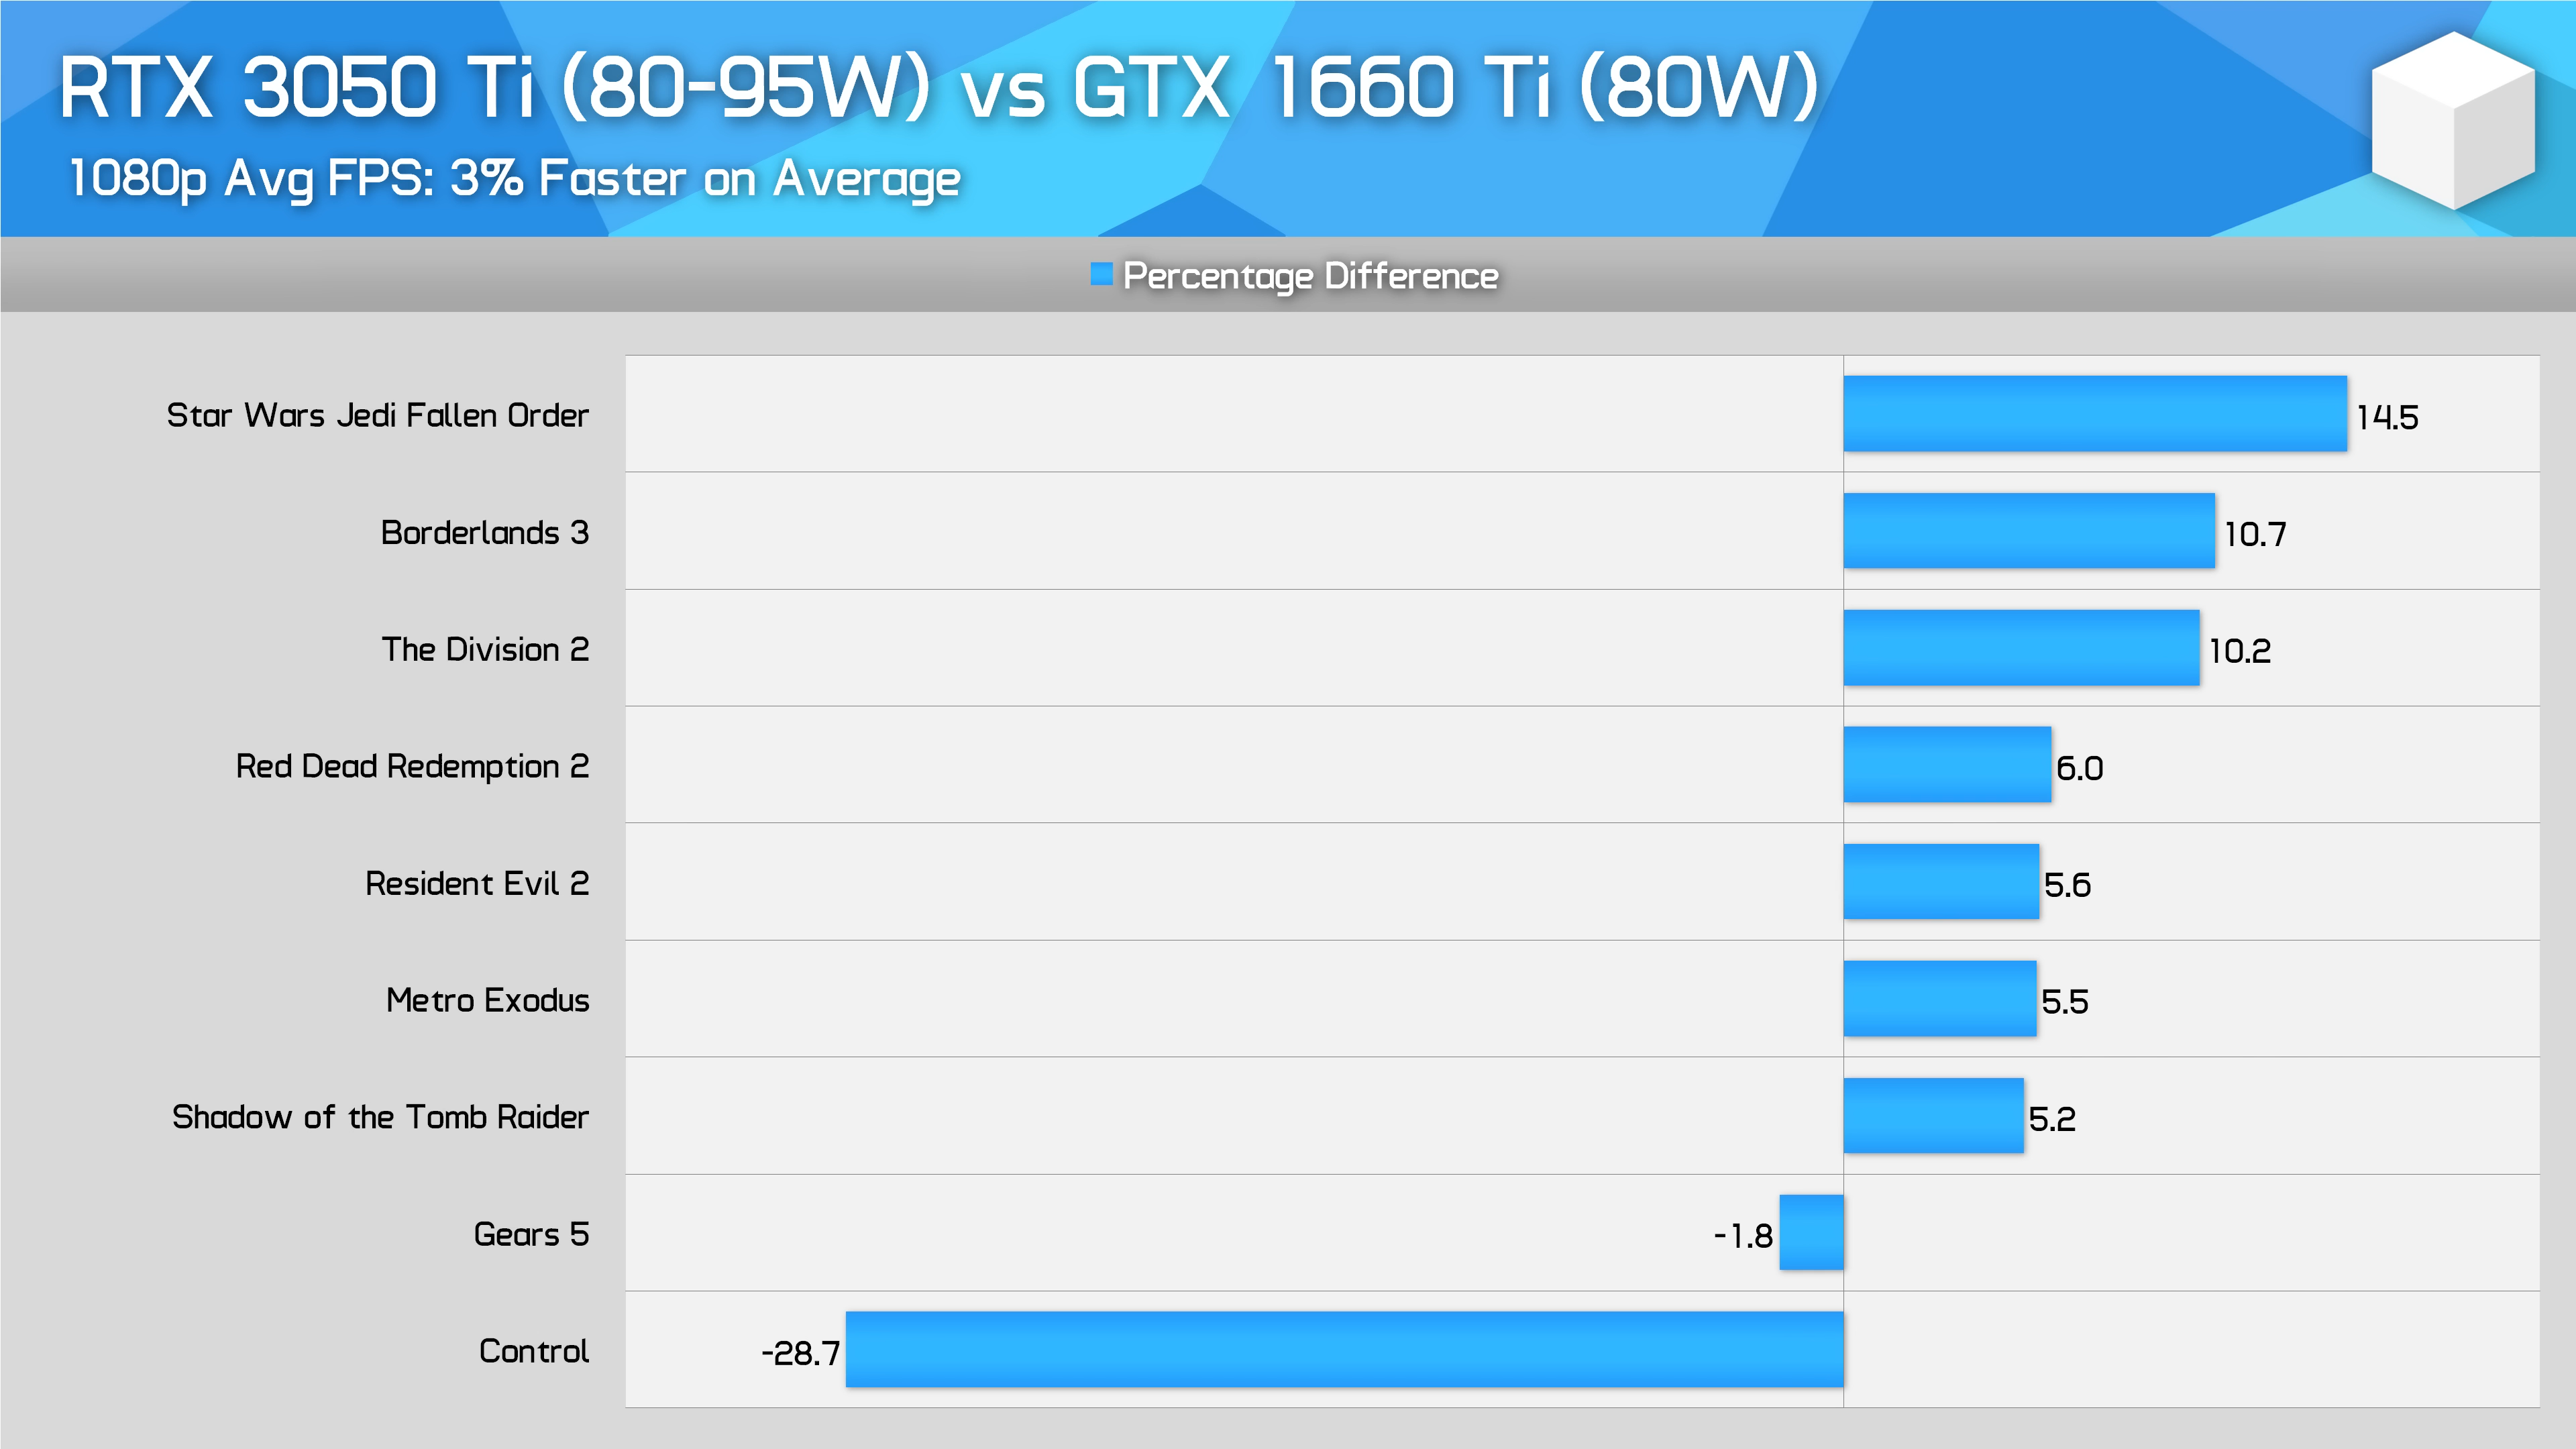 RTX 3050 Ti (80-95W) vs GTX 1660 Ti (80W)
1080p Avg FPS: 3% Faster on Average
Percentage Difference
Star Wars Jedi Fallen Order 14.5
Borderlands 3 10.7
The Division 2 10.2
Red Dead Redemption 2 6.0
Resident Evil 2 5.6
Metro Exodus 5.5
Shadow of the Tomb Raider 5.2
Gears 5 -1.8
Control -28.7